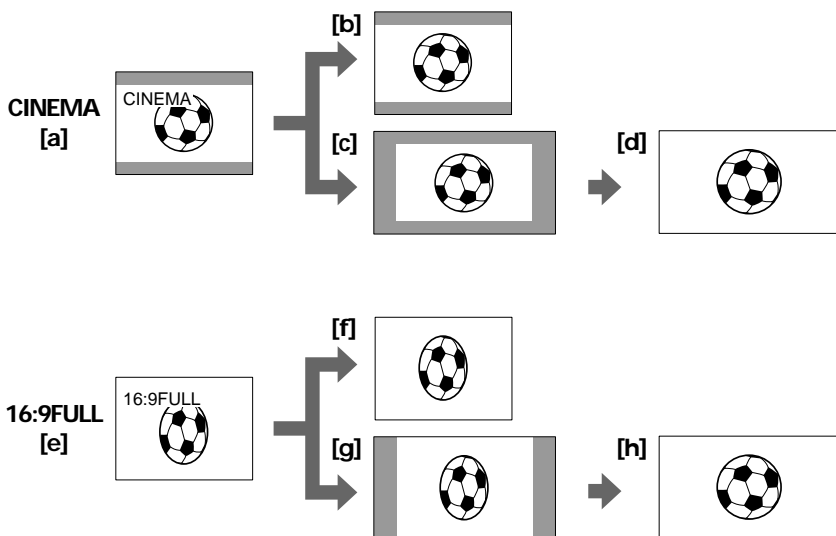 [b]
CINEMA
CINEMA
[a]
[c]
[d]
[f]
16:9FULL
16:9FULL
[e]
[g]
[h]